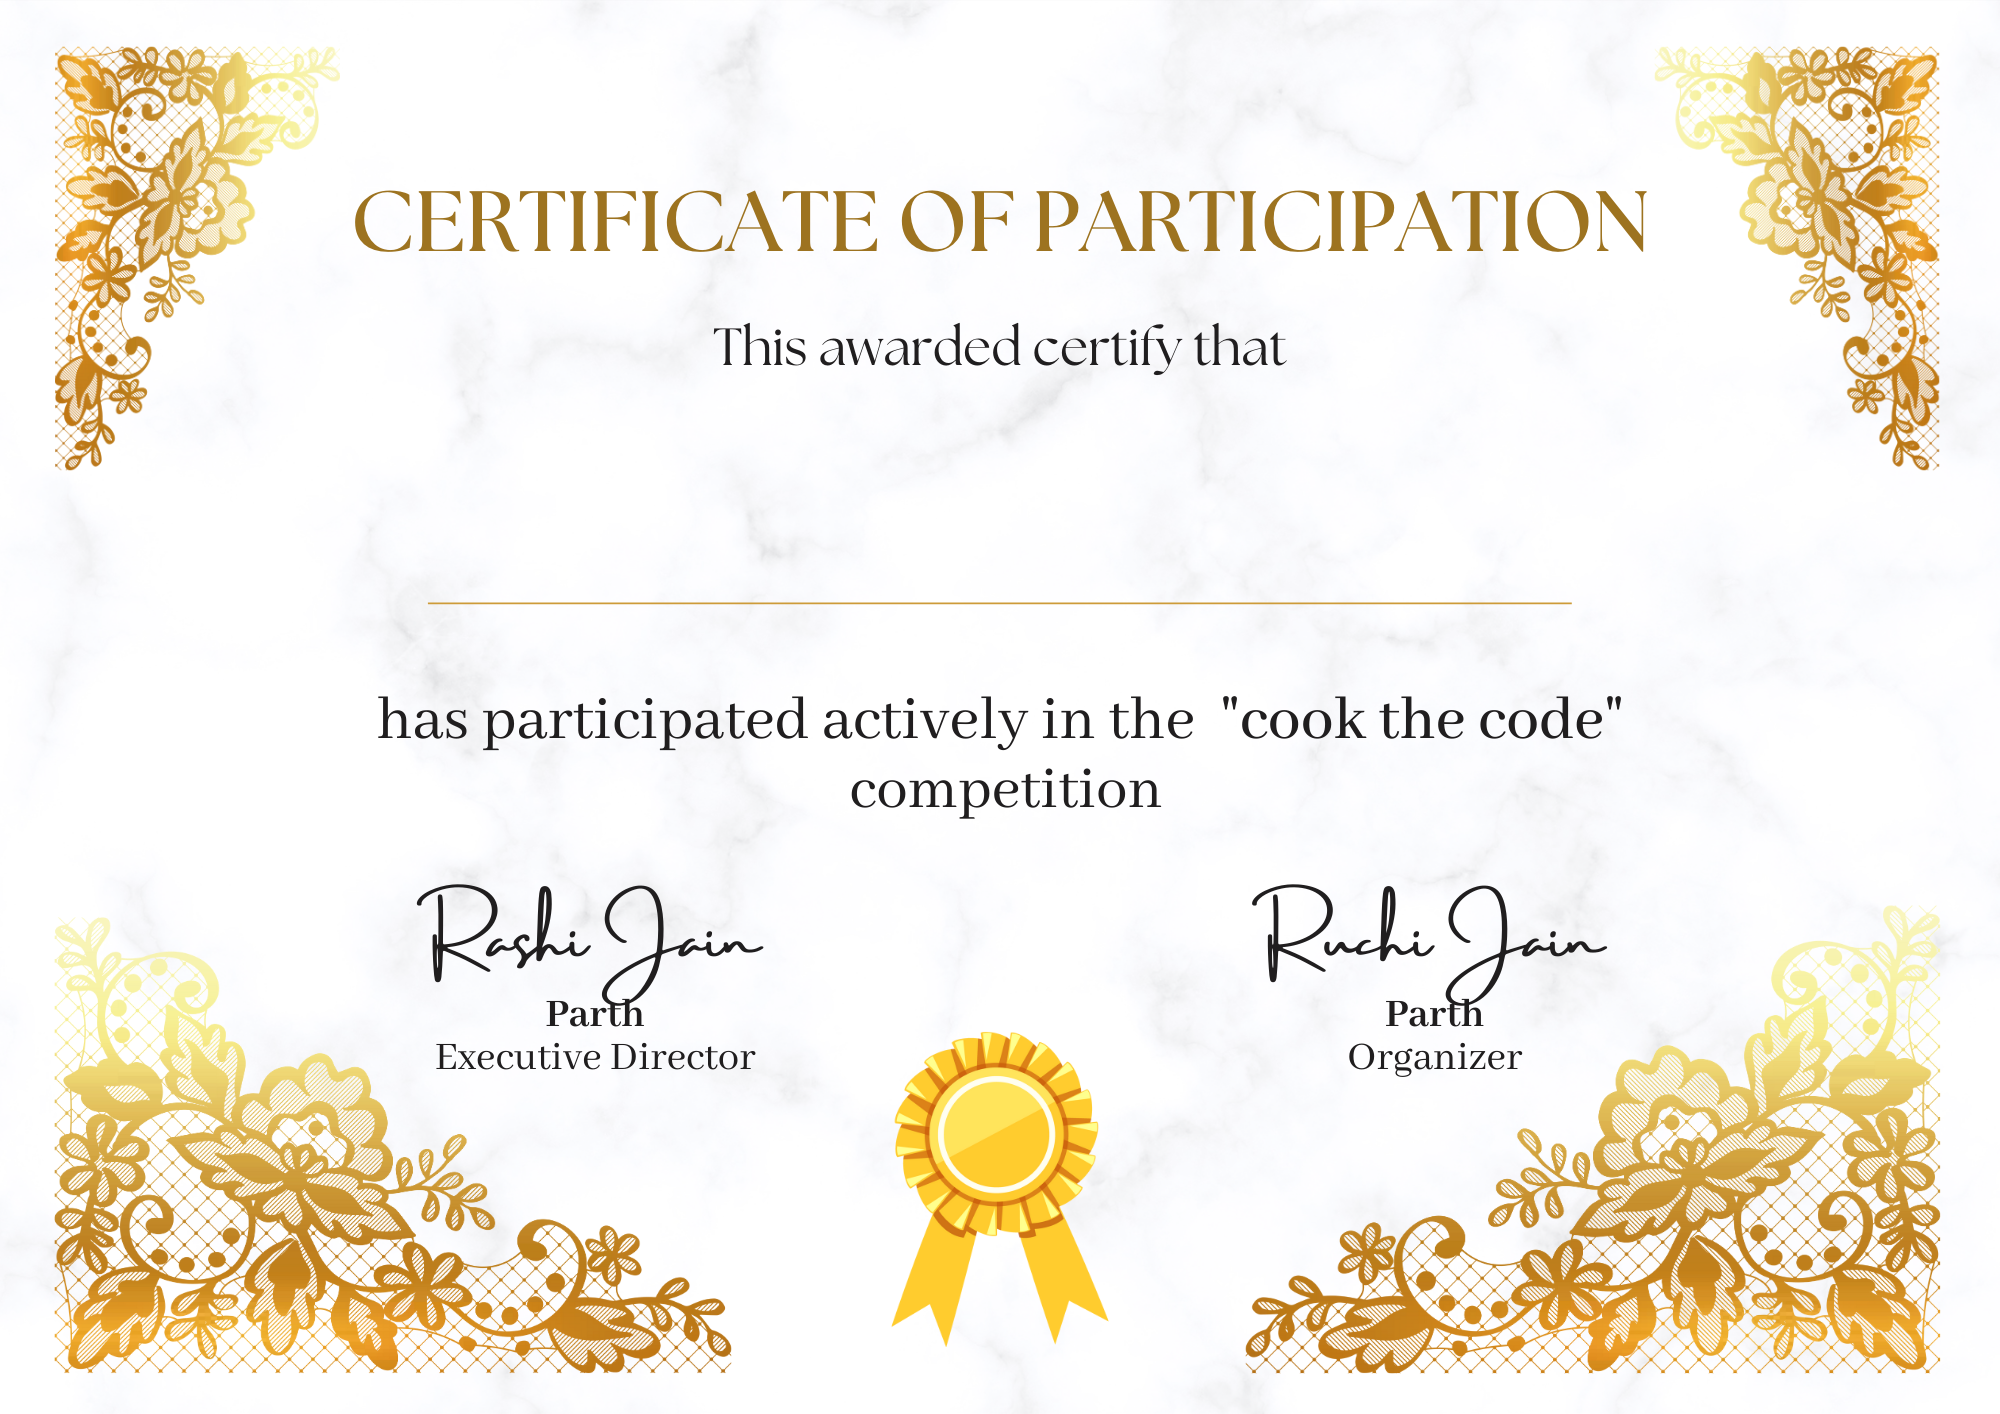 CERTIFICATE OF PARTICIPATION
This awarded certify that
has participated actively in the "cook the code"
competition
Rashi Jain
Ruchi Jain
Parth
Parth
Executive Director
Organizer